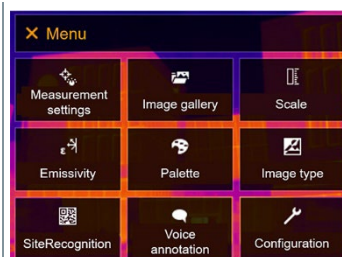 × Menu
Measurement
settings
Image gallery
Scale
ε
Emissivity
Palette
Image type
SiteRecognition
Voice
annotation
Configuration